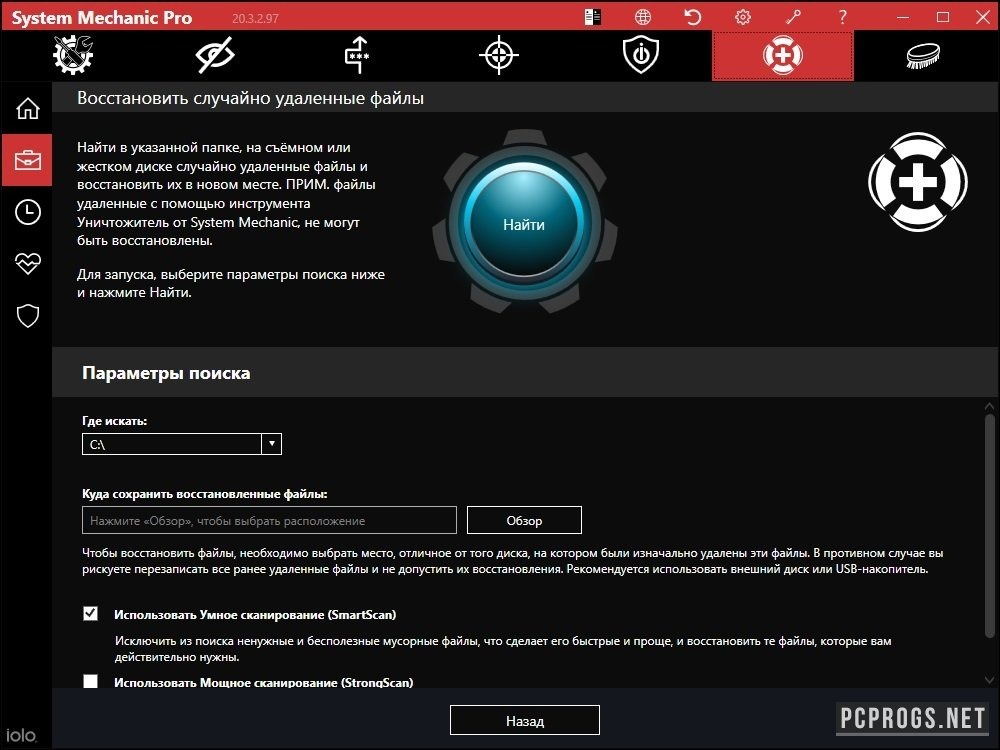 System Mechanic Pro 20.3.2.97
Восстановить случайно удаленные файлы
Найти в указанной папке, на съёмном или
жестком диске случайно удаленные файлы и
восстановить их в новом месте. ПРИМ. файлы
удаленные с помощью инструмента
Уничтожитель от System Mechanic, не могут
быть восстановлены.
Для запуска, выберите параметры поиска ниже
и нажмите Найти.
Найти
Параметры поиска
Где искать:
C:\
Куда сохранить восстановленные файлы:
Нажмите «Обзор», чтобы выбрать расположение
Обзор
Чтобы восстановить файлы, необходимо выбрать место, отличное от того диска, на котором были изначально удалены эти файлы. В противном случае вы
рискуете перезаписать все ранее удаленные файлы и не допустить их восстановления. Рекомендуется использовать внешний диск или USB-накопитель.
Использовать Умное сканирование (SmartScan)
Исключить из поиска ненужные и бесполезные мусорные файлы, что сделает его быстрые и проще, и восстановить те файлы, которые вам
действительно нужны.
Использовать Мощное сканирование (StrongScan)
Назад
iolo
PCPROGS.NET